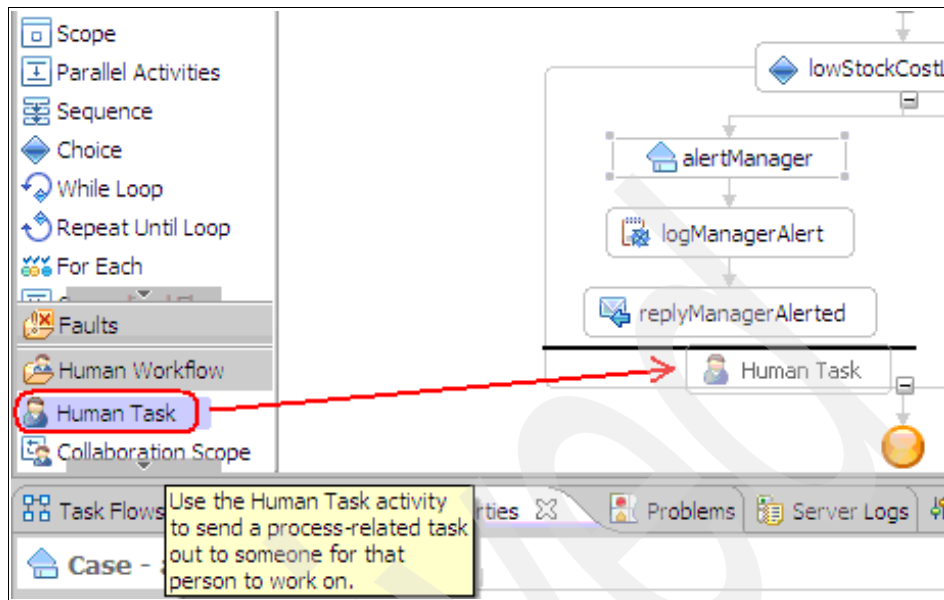 Scope
Parallel Activities
Sequence
Choice
While Loop
Repeat Until Loop
For Each
Faults
Human Workflow
Human Task
Collaboration Scope
lowStockCostL
alertManager
logManagerAlert
replyManagerAlerted
Human Task
Task Flows
rties
Problems
Server Logs
Use the Human Task activity
to send a process-related task
out to someone for that
person to work on.
Case - a